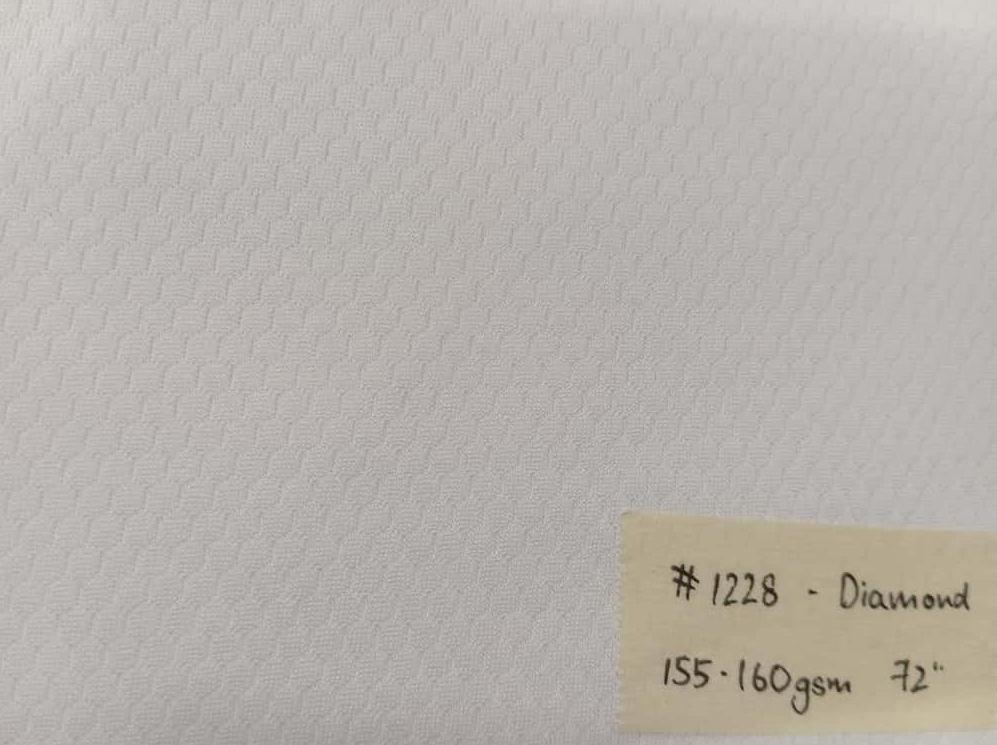 # 1228 - Diamond
155-160gsm 72"